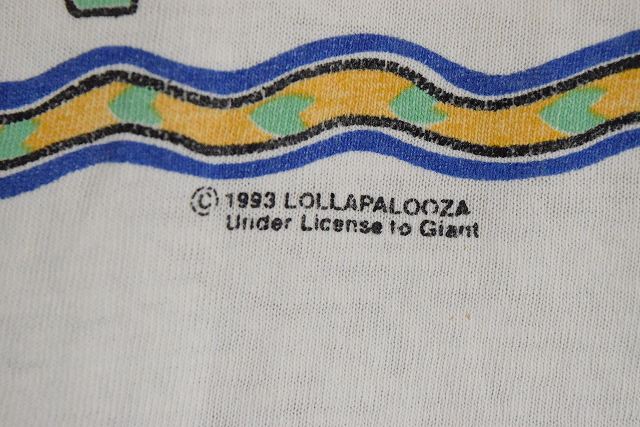 © 1993 LOLLAPALOOZA
Under License to Giant